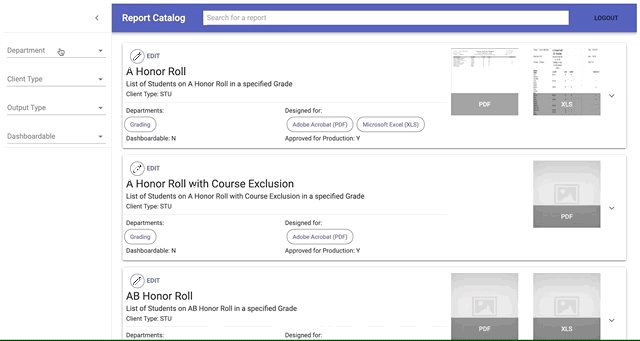 Report Catalog
Search for a report
LOGOUT
Department
Client Type
Output Type
Dashboardable
EDIT
A Honor Roll
List of Students on A Honor Roll in a specified Grade
Client Type: STU
Departments:
Designed for:
Grading
Adobe Acrobat (PDF)
Microsoft Excel (XLS)
Dashboardable: N
Approved for Production: Y
PDF
XLS
EDIT
A Honor Roll with Course Exclusion
List of Students on A Honor Roll with Course Exclusion in a specified Grade
Client Type: STU
Departments:
Designed for:
Grading
Adobe Acrobat (PDF)
Dashboardable: N
Approved for Production: Y
PDF
EDIT
AB Honor Roll
List of Students on AB Honor Roll in a specified Grade
Client Type: STU
Departments:
Designed for:
PDF
XLS